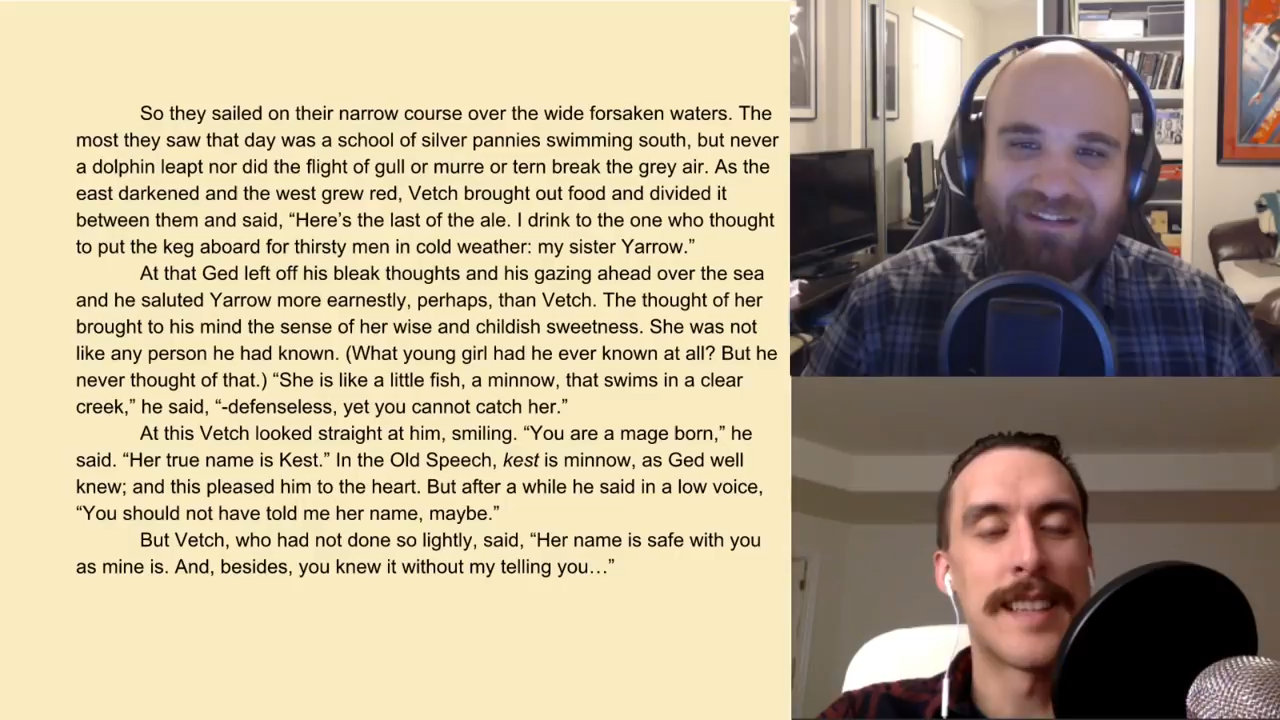 So they sailed on their narrow course over the wide forsaken waters. The
most they saw that day was a school of silver pannies swimming south, but never
a dolphin leapt nor did the flight of gull or murre or tern break the grey air. As the
east darkened and the west grew red, Vetch brought out food and divided it
between them and said, “Here’s the last of the ale. I drink to the one who thought
to put the keg aboard for thirsty men in cold weather: my sister Yarrow.”
At that Ged left off his bleak thoughts and his gazing ahead over the sea
and he saluted Yarrow more earnestly, perhaps, than Vetch. The thought of her
brought to his mind the sense of her wise and childish sweetness. She was not
like any person he had known. (What young girl had he ever known at all? But he
never thought of that.) “She is like a little fish, a minnow, that swims in a clear
creek,” he said, “-defenseless, yet you cannot catch her.”
At this Vetch looked straight at him, smiling. “You are a mage born,” he
said. “Her true name is Kest.” In the Old Speech, kest is minnow, as Ged well
knew; and this pleased him to the heart. But after a while he said in a low voice,
“You should not have told me her name, maybe.”
But Vetch, who had not done so lightly, said, “Her name is safe with you
as mine is. And, besides, you knew it without my telling you…”